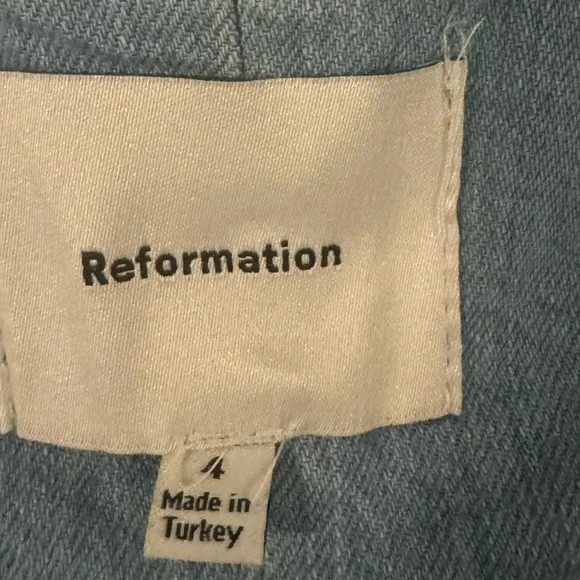 Reformation
4
Made in
Turkey